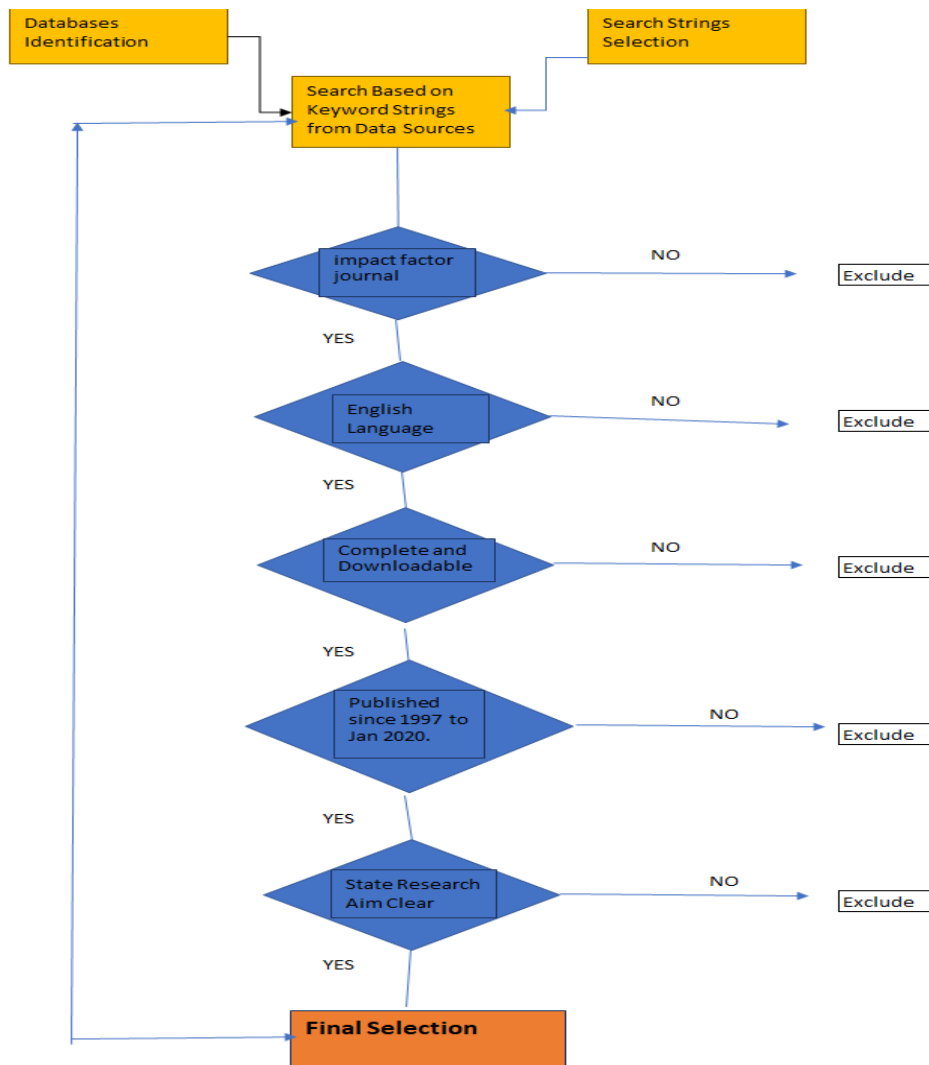 Databases
Identification
Search Strings
Selection
Search Based on
Keyword Strings
from Data Sources
impact factor
journal
NO
Exclude
YES
English
Language
NO
Exclude
YES
Complete and
Downloadable
NO
Exclude
YES
Published
since 1997 to
Jan 2020.
NO
Exclude
YES
State Research
Aim Clear
NO
Exclude
YES
Final Selection